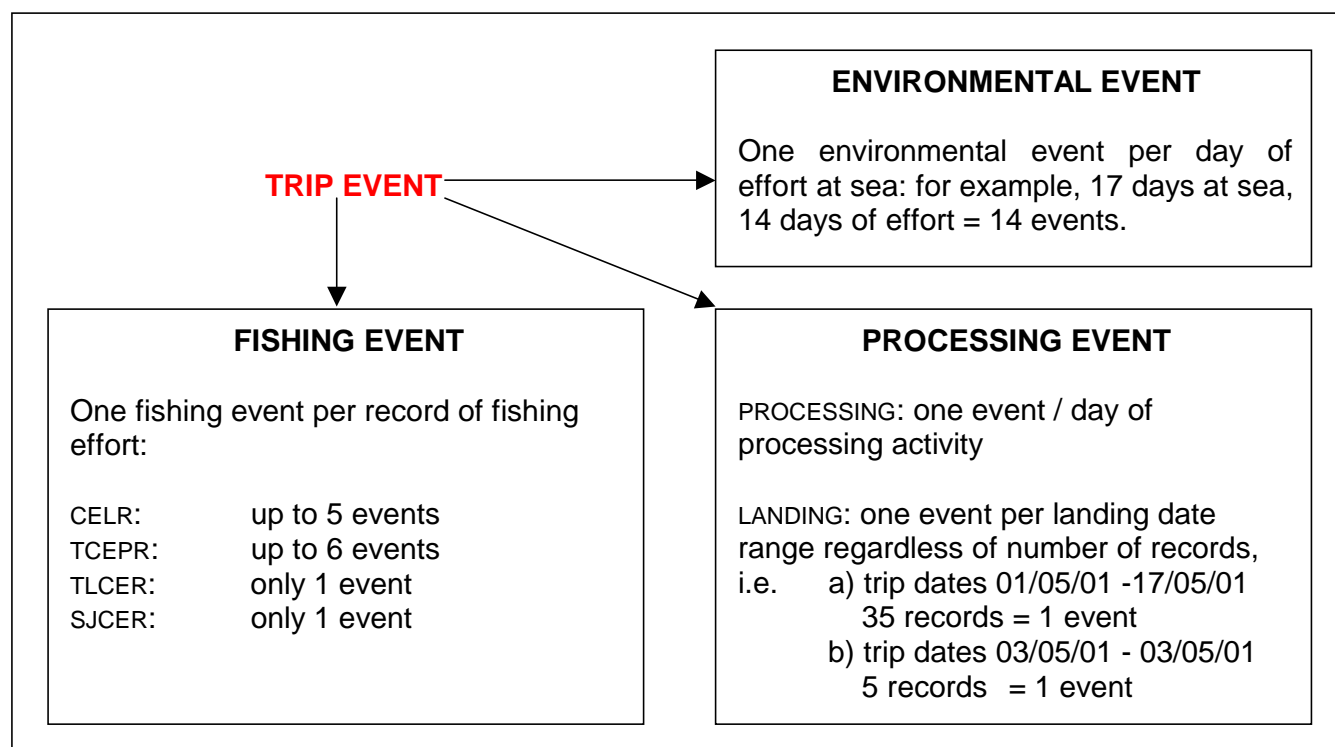 ENVIRONMENTAL EVENT
One environmental event per day of
effort at sea: for example, 17 days at sea,
14 days of effort = 14 events.
TRIP EVENT
FISHING EVENT
One fishing event per record of fishing
effort:
CELR: up to 5 events
TCEPR: up to 6 events
TLCER: only 1 event
SJCER: only 1 event
PROCESSING EVENT
PROCESSING: one event / day of
processing activity
LANDING: one event per landing date
range regardless of number of records,
i.e. a) trip dates 01/05/01 -17/05/01
35 records = 1 event
b) trip dates 03/05/01 - 03/05/01
5 records = 1 event